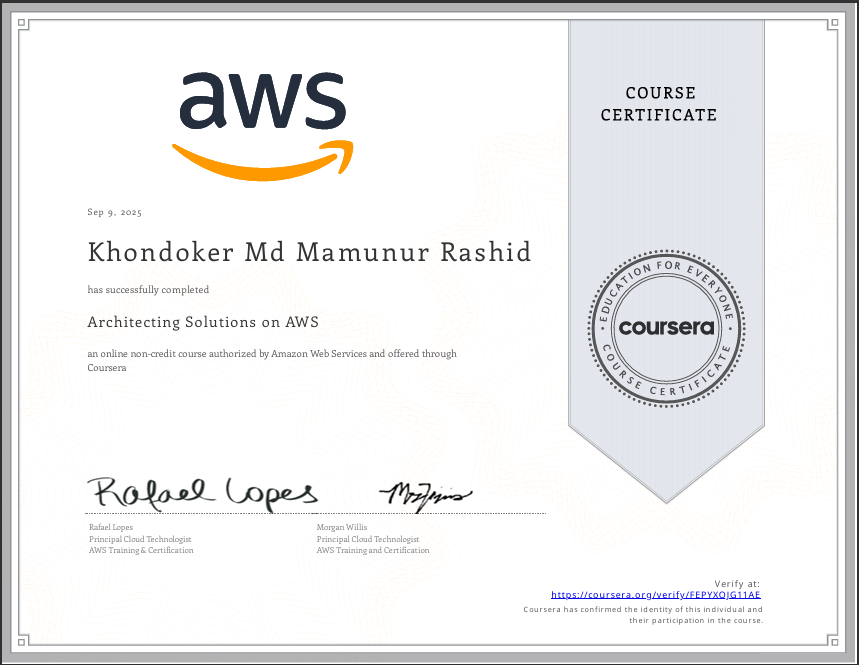 aws
COURSE
CERTIFICATE
Sep 9, 2025
Khondoker Md Mamunur Rashid
has successfully completed
Architecting Solutions on AWS
an online non-credit course authorized by Amazon Web Services and offered through
Coursera
EDUCATION FOR EVERYONE
coursera
COURSE CERTIFICATE
Rafael Lopes
Rafael Lopes
Principal Cloud Technologist
AWS Training & Certification
Morgan Willis
Principal Cloud Technologist
AWS Training and Certification
Verify at:
https://coursera.org/verify/FEPYXOJG11AE
Coursera has confirmed the identity of this individual and
their participation in the course.